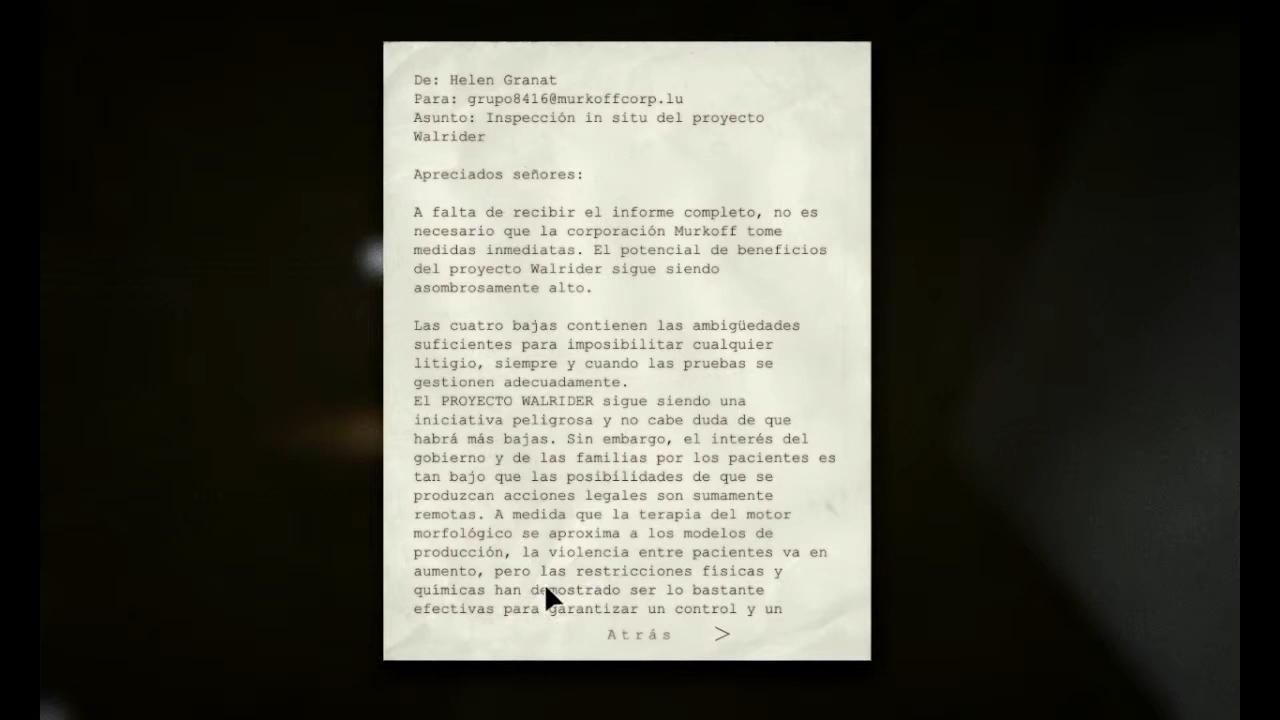 De: Helen Granat
Para: grupo8416@murkoffcorp.lu
Asunto: Inspección in situ del proyecto
Walrider
Apreciados señores:
A falta de recibir el informe completo, no es
necesario que la corporación Murkoff tome
medidas inmediatas. El potencial de beneficios
del proyecto Walrider sigue siendo
asombrosamente alto.
Las cuatro bajas contienen las ambigüedades
suficientes para imposibilitar cualquier
litigio, siempre y cuando las pruebas se
gestionen adecuadamente.
El PROYECTO WALRIDER sigue siendo una
iniciativa peligrosa y no cabe duda de que
habrá más bajas. Sin embargo, el interés del
gobierno y de las familias por los pacientes es
tan bajo que las posibilidades de que se
produzcan acciones legales son sumamente
remotas. A medida que la terapia del motor
morfológico se aproxima a los modelos de
producción, la violencia entre pacientes va en
aumento, pero las restricciones físicas y
químicas han demostrado ser lo bastante
efectivas para garantizar un control y un
Atrás >